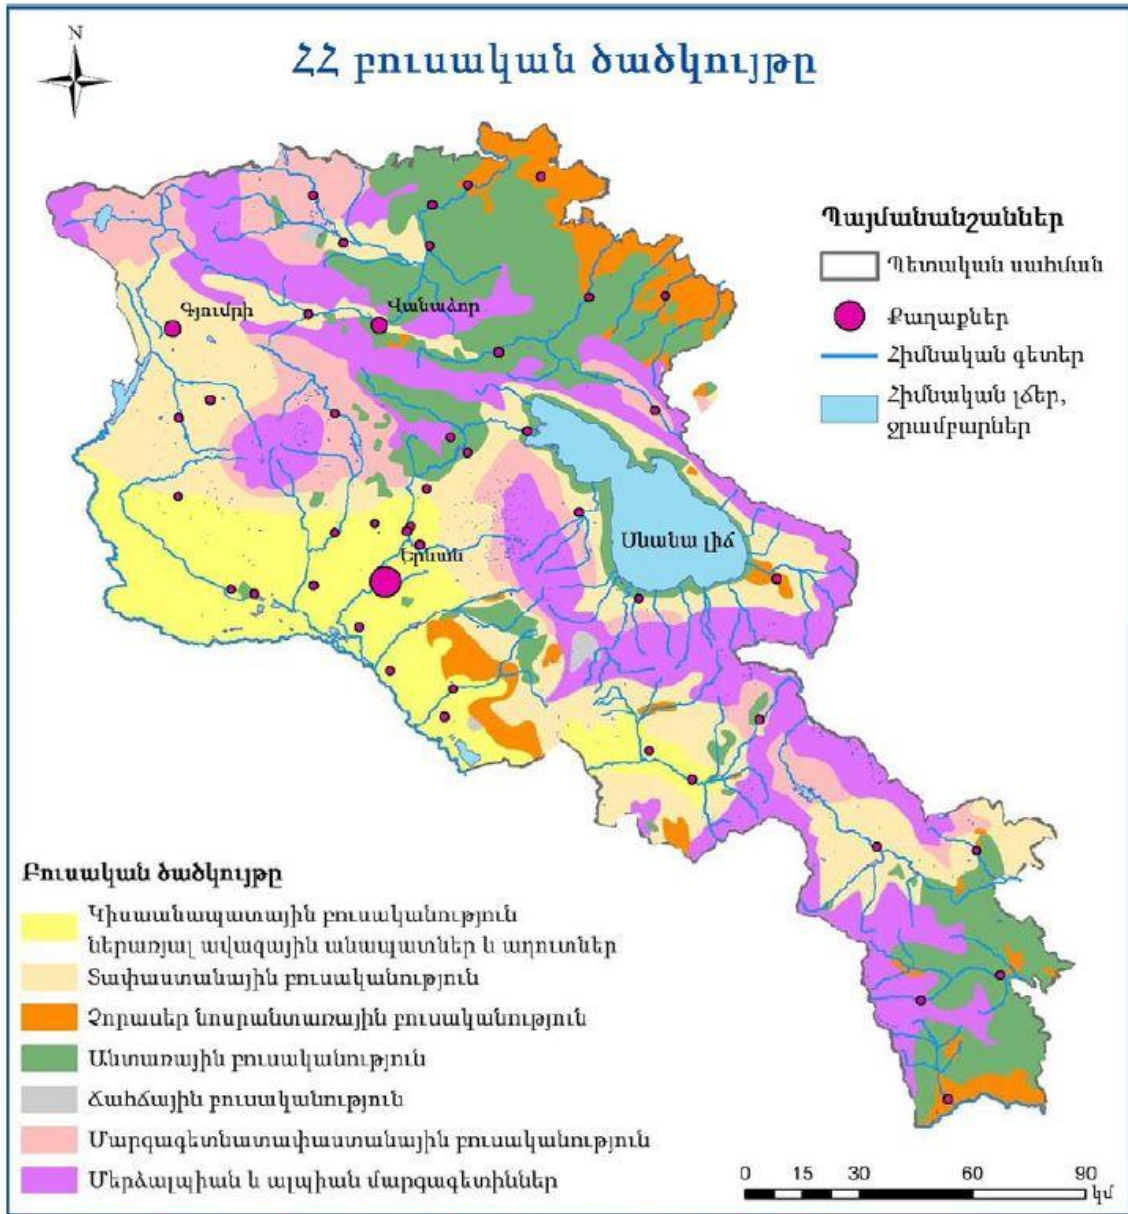 N
ՀՀ բուսական ծածկույթը
Պայմանանշաններ
Պետական սահման
Քաղաքներ
Հիմնական գետեր
Հիմնական լճեր,
ջրամբարներ
Գյումրի
Վանաձոր
Սևանա լիճ
Երևան
Բուսական ծածկույթը
Կիսաանապատային բուսականություն
ներառյալ ավազային անապատներ և աղուտներ
Տափաստանային բուսականություն
Չորասեր նոսրանտառային բուսականություն
Անտառային բուսականություն
Ճահճային բուսականություն
Մարգագետնատափաստանային բուսականություն
Մերձալպիան և ալպիան մարգագետիններ
0 15 30 60 90
կմ